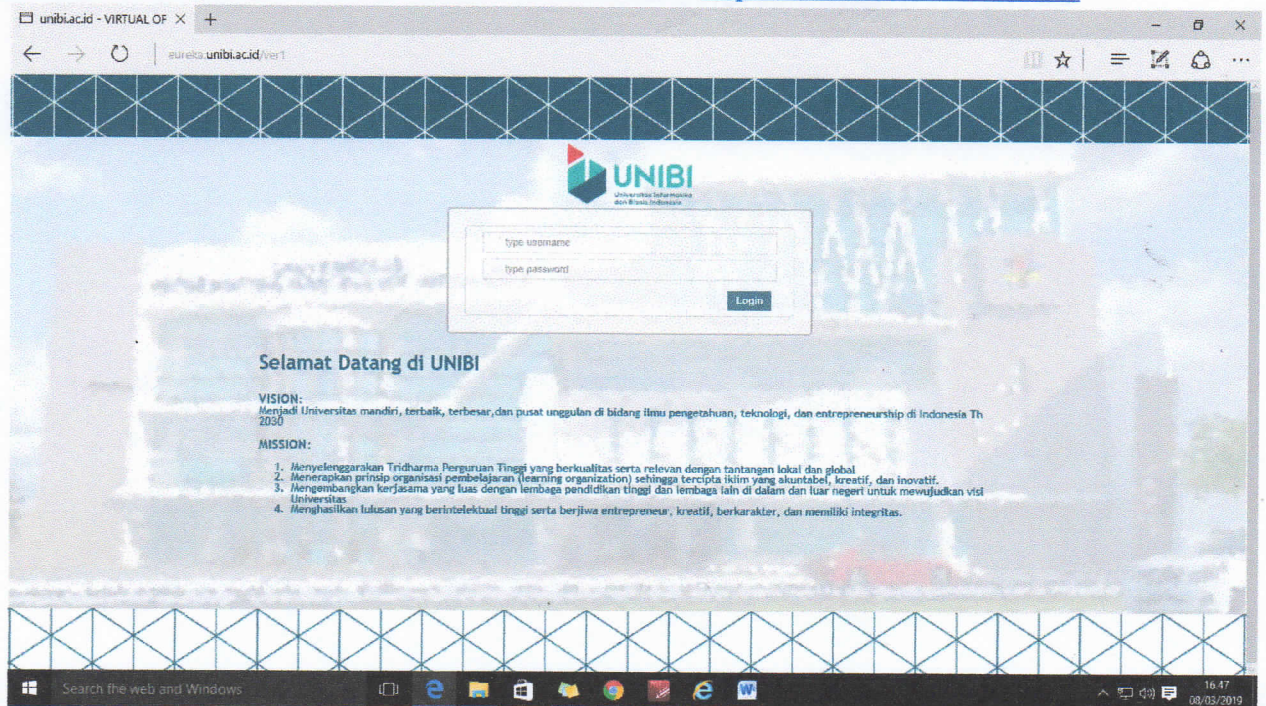 unibi.ac.id - VIRTUAL OF
eureka.unibi.ac.id/ver1
UNIBI
Universitas Informatika
dan Bisnis Indonesia
type username
type password
Login
Selamat Datang di UNIBI
VISION:
Menjadi Universitas mandiri, terbaik, terbesar,dan pusat unggulan di bidang ilmu pengetahuan, teknologi, dan entrepreneurship di Indonesia Th
2030
MISSION:
1. Menyelenggarakan Tridharma Perguruan Tinggi yang berkualitas serta relevan dengan tantangan lokal dan global
2. Menerapkan prinsip organisasi pembelajaran (learning organization) sehingga tercipta iklim yang akuntabel, kreatif, dan inovatif.
3. Mengembangkan kerjasama yang luas dengan lembaga pendidikan tinggi dan lembaga lain di dalam dan luar negeri untuk mewujudkan visi
Universitas
4. Menghasilkan lulusan yang berintelektual tinggi serta berjiwa entrepreneur, kreatif, berkarakter, dan memiliki integritas.
Search the web and Windows
16.47
08/03/2019